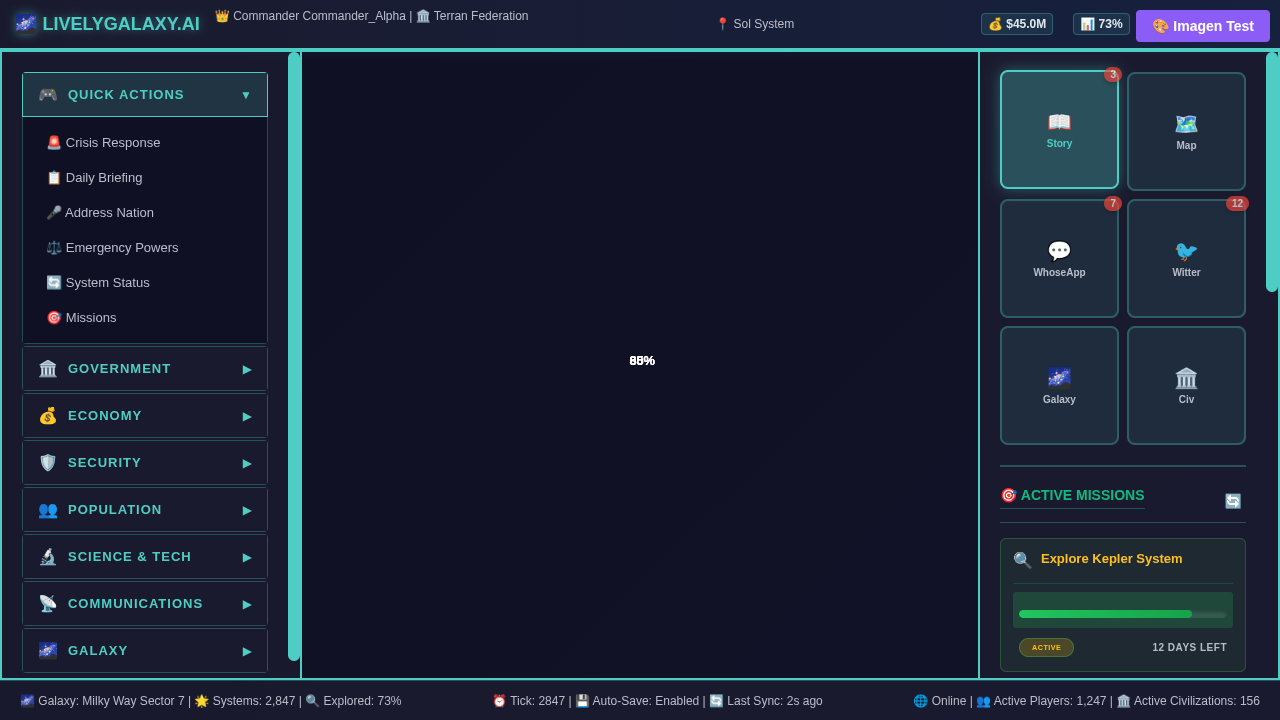 🌌 LIVELYGALAXY.AI
👑 Commander Commander_Alpha | 🏛️ Terran Federation
📍 Sol System
💰 $45.0M
📊 73%
🎨 Imagen Test
🎮 QUICK ACTIONS ▼
🚨 Crisis Response
📋 Daily Briefing
🎤 Address Nation
⚖️ Emergency Powers
🔄 System Status
🎯 Missions
🏛️ GOVERNMENT ▶
💰 ECONOMY ▶
🛡️ SECURITY ▶
👥 POPULATION ▶
🔬 SCIENCE & TECH ▶
📡 COMMUNICATIONS ▶
🌌 GALAXY ▶
3
📖 Story
🗺️ Map
7
💬 WhoseApp
12
🐦 Witter
🌌 Galaxy
🏛️ Civ
🎯 ACTIVE MISSIONS 🔄
🔍 Explore Kepler System
ACTIVE
12 DAYS LEFT
🌌 Galaxy: Milky Way Sector 7 | 🌟 Systems: 2,847 | 🔍 Explored: 73%
⏰ Tick: 2847 | 💾 Auto-Save: Enabled | 🔄 Last Sync: 2s ago
🌐 Online | 👥 Active Players: 1,247 | 🏛️ Active Civilizations: 156